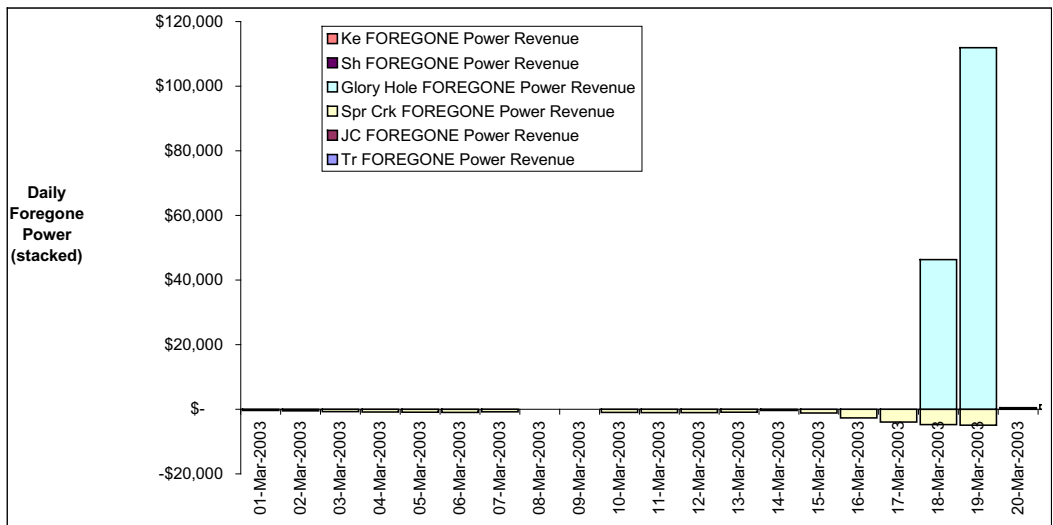 $120,000
$100,000
$80,000
$60,000
$40,000
$20,000
$-
-$20,000
Daily
Foregone
Power
(stacked)
Ke FOREGONE Power Revenue
Sh FOREGONE Power Revenue
Glory Hole FOREGONE Power Revenue
Spr Crk FOREGONE Power Revenue
JC FOREGONE Power Revenue
Tr FOREGONE Power Revenue
01-Mar-2003
02-Mar-2003
03-Mar-2003
04-Mar-2003
05-Mar-2003
06-Mar-2003
07-Mar-2003
08-Mar-2003
09-Mar-2003
10-Mar-2003
11-Mar-2003
12-Mar-2003
13-Mar-2003
14-Mar-2003
15-Mar-2003
16-Mar-2003
17-Mar-2003
18-Mar-2003
19-Mar-2003
20-Mar-2003